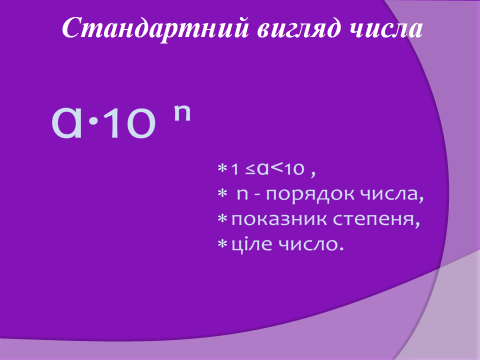 Стандартний вигляд числа
a·10 ⁿ
* 1 ≤a<10 ,
* n - порядок числа,
* показник степеня,
* ціле число.